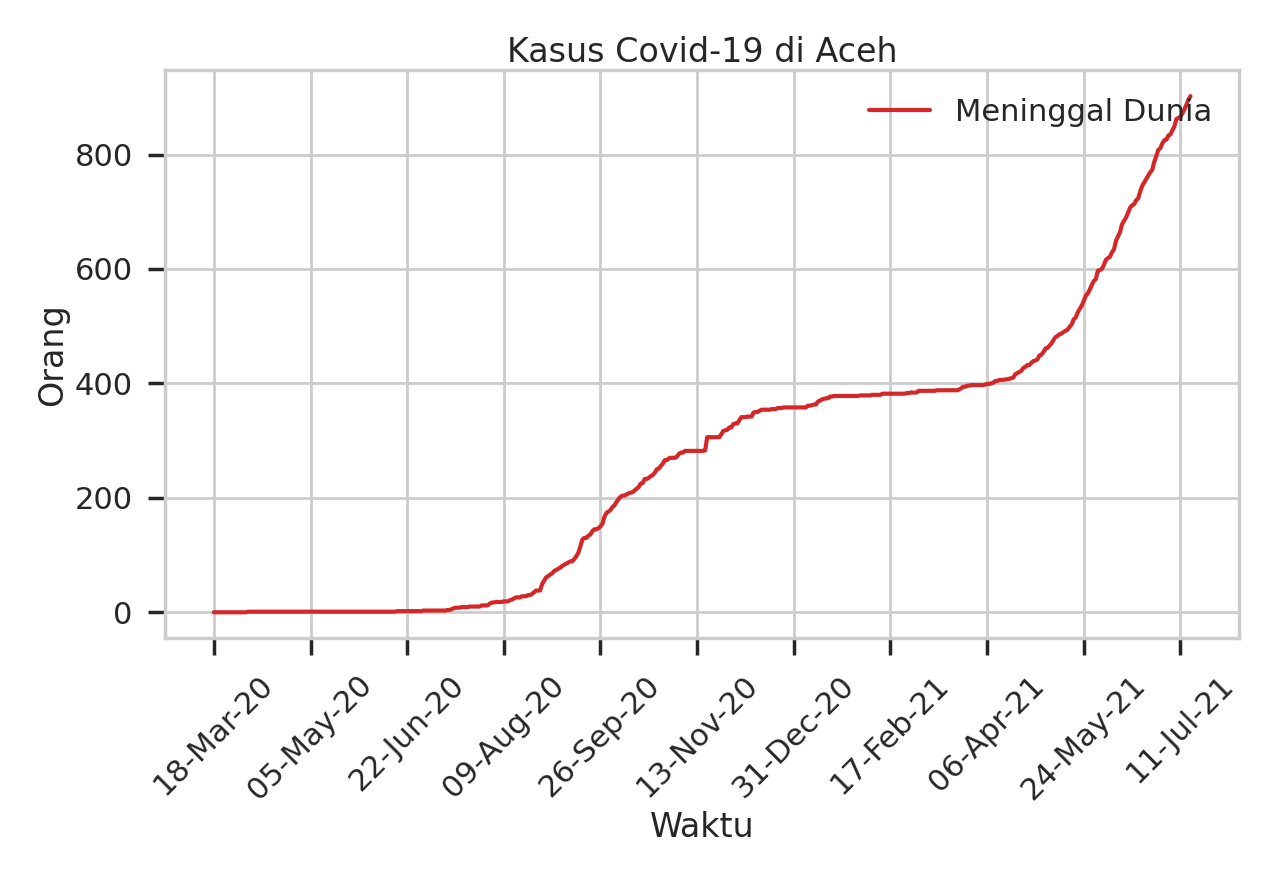 Kasus Covid-19 di Aceh
Meninggal Dunia
800
600
400
200
0
Orang
18-Mar-20
05-May-20
22-Jun-20
09-Aug-20
26-Sep-20
13-Nov-20
31-Dec-20
17-Feb-21
06-Apr-21
24-May-21
11-Jul-21
Waktu